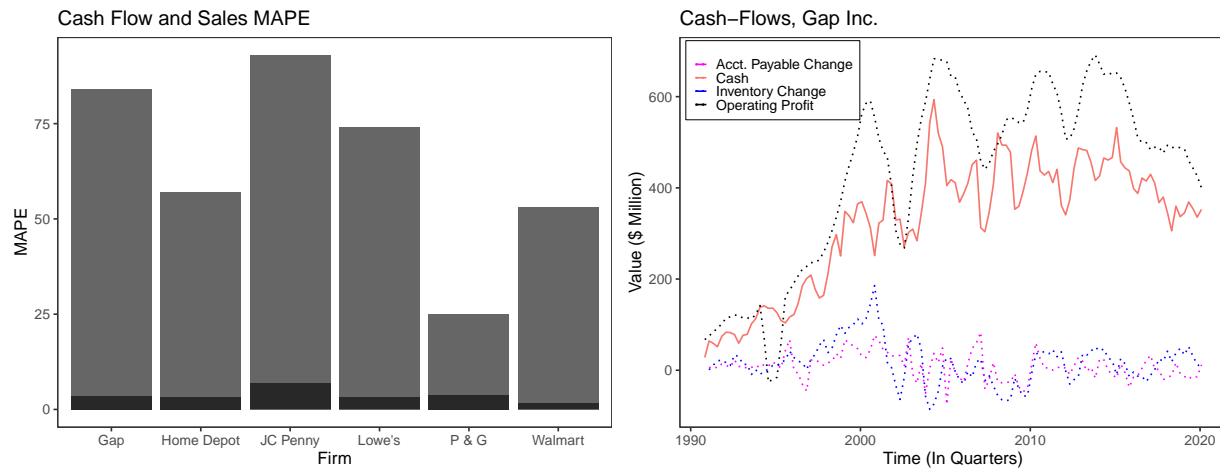 Cash Flow and Sales MAPE
MAPE
75
50
25
0
Gap
Home Depot
JC Penny
Lowe's
P & G
Walmart
Firm
Cash−Flows, Gap Inc.
Acct. Payable Change
Cash
Inventory Change
Operating Profit
Value ($ Million)
600
400
200
0
1990
2000
2010
2020
Time (In Quarters)